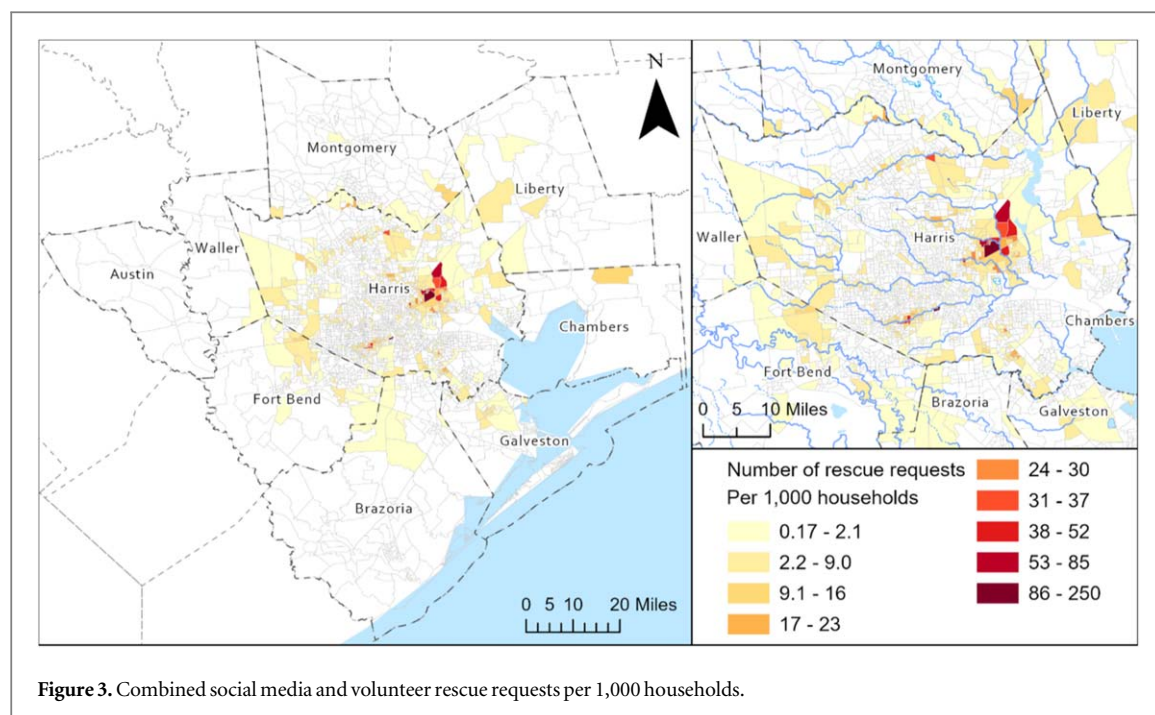 N
Montgomery
Liberty
Waller
Austin
Harris
Chambers
Fort Bend
Galveston
Brazoria
0 5 10 20 Miles
Montgomery
Liberty
Waller
Harris
Chambers
Fort Bend
Brazoria
Galveston
0 5 10 Miles
Number of rescue requests
Per 1,000 households
0.17 - 2.1
2.2 - 9.0
9.1 - 16
17 - 23
24 - 30
31 - 37
38 - 52
53 - 85
86 - 250
Figure 3. Combined social media and volunteer rescue requests per 1,000 households.